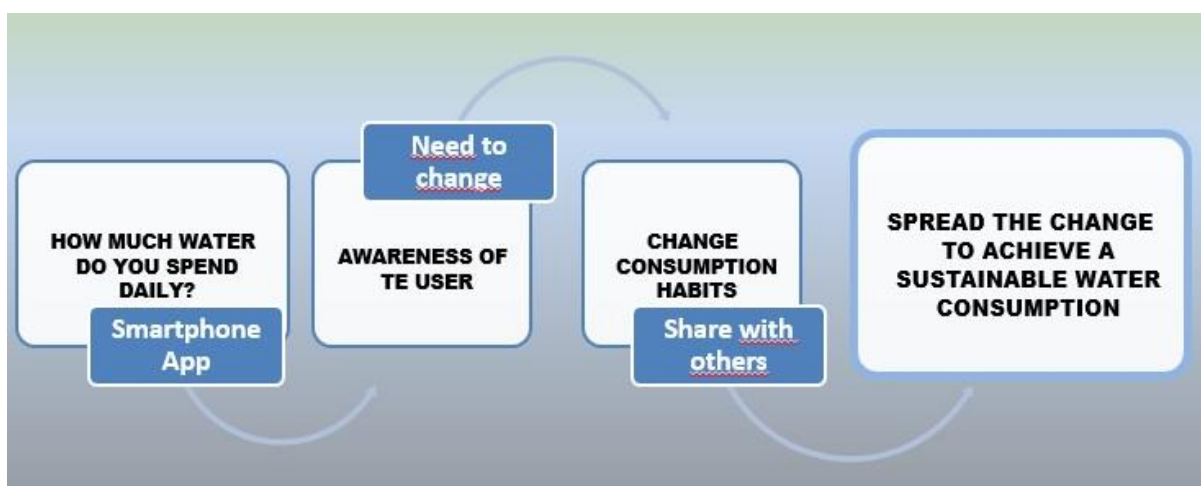 HOW MUCH WATER
DO YOU SPEND
DAILY?
Smartphone
App
Need to
change
AWARENESS OF
TE USER
CHANGE
CONSUMPTION
HABITS
Share with
others
SPREAD THE CHANGE
TO ACHIEVE A
SUSTAINABLE WATER
CONSUMPTION